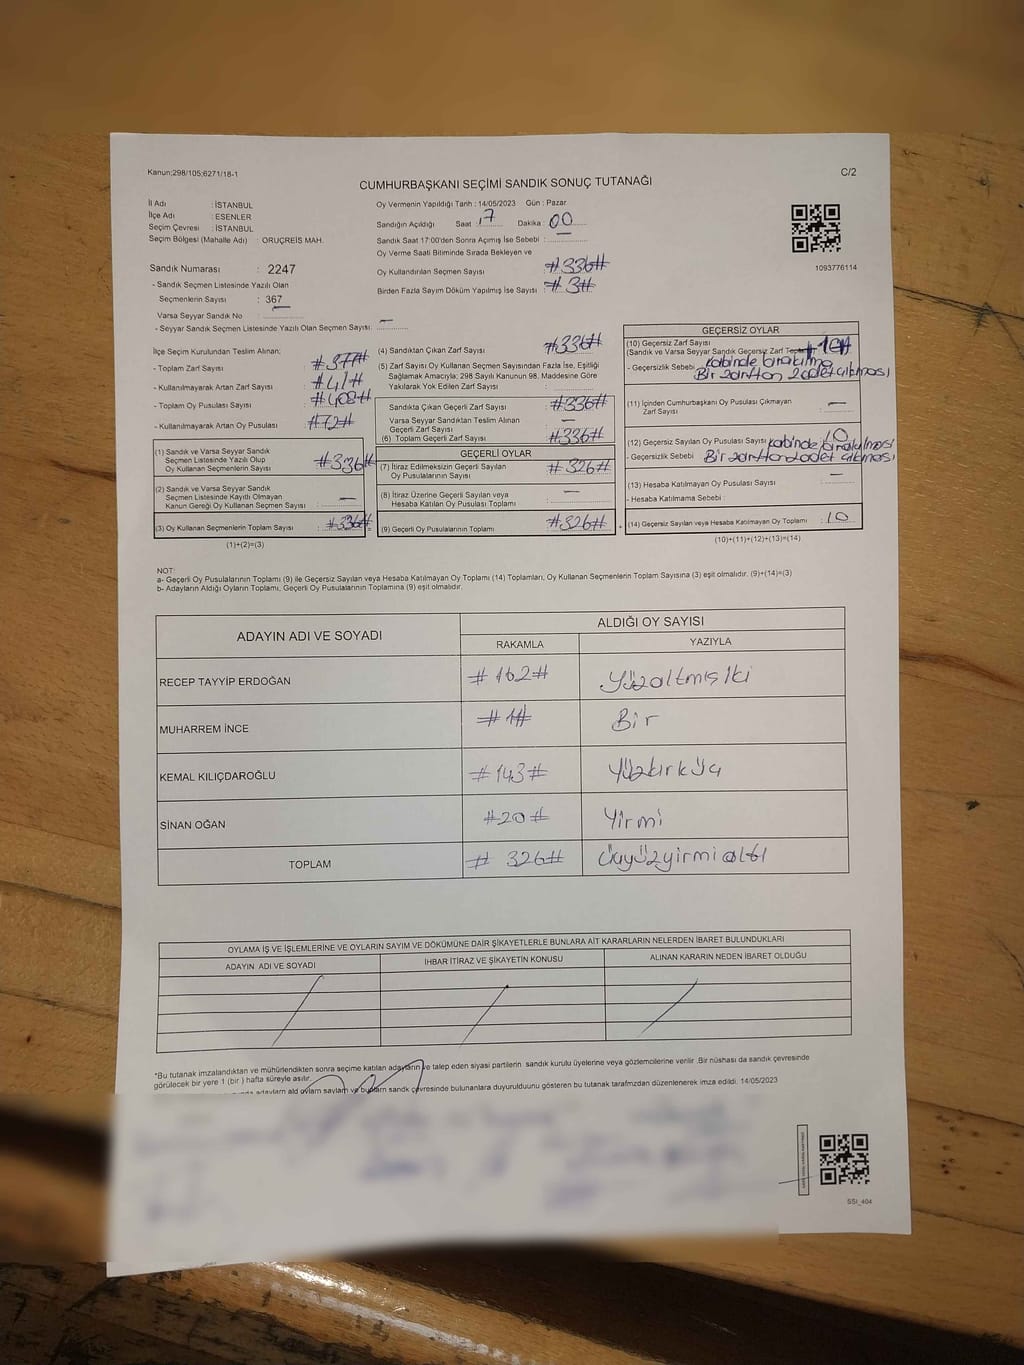 Kanun;298/105;6271/18-1
C/2
CUMHURBAŞKANI SEÇİMİ SANDIK SONUÇ TUTANAĞI
İl Adı : İSTANBUL
İlçe Adı : ESENLER
Seçim Çevresi : İSTANBUL
Seçim Bölgesi (Mahalle Adı) : ORUÇREİS MAH.
Sandık Numarası : 2247
- Sandık Seçmen Listesinde Yazılı Olan
Seçmenlerin Sayısı : 367
Varsa Seyyar Sandık No :
- Seyyar Sandık Seçmen Listesinde Yazılı Olan Seçmen Sayısı: —
Oy Vermenin Yapıldığı Tarih : 14/05/2023 Gün : Pazar
Sandığın Açıldığı Saat : 17 Dakika : 00
Sandık Saat 17:00'den Sonra Açımış İse Sebebi :
Oy Verme Saati Bitiminde Sırada Bekleyen ve
Oy Kullandırılan Seçmen Sayısı : #336#
Birden Fazla Sayım Döküm Yapılmış İse Sayısı : #3#
1093776114
İlçe Seçim Kurulundan Teslim Alınan;
- Toplam Zarf Sayısı : #377#
- Kullanılmayarak Artan Zarf Sayısı : #41#
- Toplam Oy Pusulası Sayısı : #408#
- Kullanılmayarak Artan Oy Pusulası : #72#
(1) Sandık ve Varsa Seyyar Sandık
Seçmen Listesinde Yazılı Olup
Oy Kullanan Seçmenlerin Sayısı : #336#
(2) Sandık ve Varsa Seyyar Sandık
Seçmen Listesinde Kayıtlı Olmayan
Kanun Gereği Oy Kullanan Seçmen Sayısı : —
(3) Oy Kullanan Seçmenlerin Toplam Sayısı : #336#
(1)+(2)=(3)
(4) Sandıktan Çıkan Zarf Sayısı : #336#
(5) Zarf Sayısı Oy Kullanan Seçmen Sayısından Fazla İse, Eşitliği
Sağlamak Amacıyla; 298 Sayılı Kanunun 98. Maddesine Göre
Yakılarak Yok Edilen Zarf Sayısı :
Sandıkta Çıkan Geçerli Zarf Sayısı : #336#
Varsa Seyyar Sandıktan Teslim Alınan
Geçerli Zarf Sayısı : —
(6) Toplam Geçerli Zarf Sayısı : #336#
GEÇERLİ OYLAR
(7) İtiraz Edilmeksizin Geçerli Sayılan
Oy Pusulalarının Sayısı : #326#
(8) İtiraz Üzerine Geçerli Sayılan veya
Hesaba Katılan Oy Pusulası Toplamı : —
(9) Geçerli Oy Pusulalarının Toplamı : #326#
GEÇERSİZ OYLAR
(10) Geçersiz Zarf Sayısı
(Sandık ve Varsa Seyyar Sandık Geçersiz Zarf #10#
- Geçersizlik Sebebi kabinde bırakılma
Bir zarftan 2 adet çıkması
(11) İçinden Cumhurbaşkanı Oy Pusulası Çıkmayan
Zarf Sayısı : —
(12) Geçersiz Sayılan Oy Pusulası Sayısı : 10
- Geçersizlik Sebebi kabinde bırakılması
Bir zarftan 2 adet çıkması
(13) Hesaba Katılmayan Oy Pusulası Sayısı : —
- Hesaba Katılmama Sebebi :
(14) Geçersiz Sayılan veya Hesaba Katılmayan Oy Toplamı : 10
(10)+(11)+(12)+(13)=(14)
NOT:
a- Geçerli Oy Pusulalarının Toplamı (9) ile Geçersiz Sayılan veya Hesaba Katılmayan Oy Toplamı (14) Toplamları, Oy Kullanan Seçmenlerin Toplam Sayısına (3) eşit olmalıdır. (9)+(14)=(3)
b- Adayların Aldığı Oyların Toplamı, Geçerli Oy Pusulalarının Toplamına (9) eşit olmalıdır.
ADAYIN ADI VE SOYADI
ALDIĞI OY SAYISI
RAKAMLA YAZIYLA
RECEP TAYYİP ERDOĞAN #162# Yüzaltmışİki
MUHARREM İNCE #1# Bir
KEMAL KILIÇDAROĞLU #143# YüzkırkÜç
SİNAN OĞAN #20# Yirmi
TOPLAM #326# ÜçyÜzyirmialtı
OYLAMA İŞ VE İŞLEMLERİNE VE OYLARIN SAYIM VE DÖKÜMÜNE DAİR ŞİKAYETLERLE BUNLARA AİT KARARLARIN NELERDEN İBARET BULUNDUKLARI
ADAYIN ADI VE SOYADI İHBAR İTİRAZ VE ŞİKAYETİN KONUSU ALINAN KARARIN NEDEN İBARET OLDUĞU
*Bu tutanak imzalandıktan ve mühürlendikten sonra seçime katılan adayların ve talep eden siyasi partilerin sandık kurulu üyelerine veya gözlemcilerine verilir .Bir nüshası da sandık çevresinde
görülecek bir yere 1 (bir ) hafta süreyle asılır.
sandık çevresinde bulunanlara duyurulduunu gösteren bu tutanak tarafımızdan düzenlenerek imza edildi. 14/05/2023
SSI_404